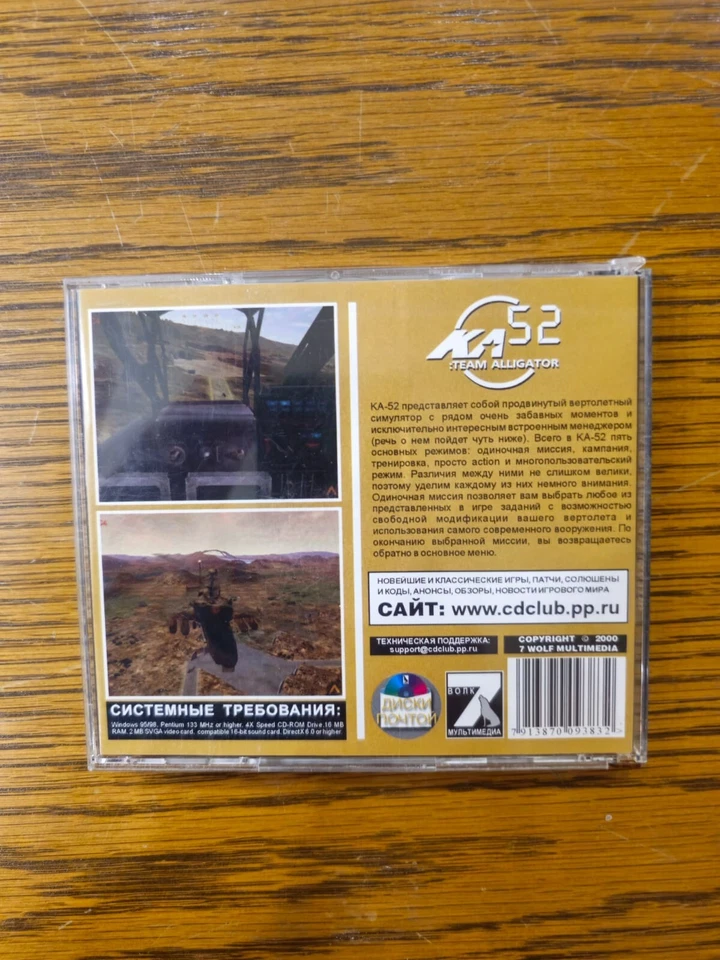 KA 52
:TEAM ALLIGATOR
КА-52 представляет собой продвинутый вертолетный
симулятор с рядом очень забавных моментов и
исключительно интересным встроенным менеджером
(речь о нем пойдет чуть ниже). Всего в КА-52 пять
основных режимов: одиночная миссия, кампания,
тренировка, просто action и многопользовательский
режим. Различия между ними не слишком велики,
поэтому уделим каждому из них немного внимания.
Одиночная миссия позволяет вам выбрать любое из
представленных в игре заданий с возможностью
свободной модификации вашего вертолета и
использования самого современного вооружения. По
окончанию выбранной миссии, вы возвращаетесь
обратно в основное меню.
НОВЕЙШИЕ И КЛАССИЧЕСКИЕ ИГРЫ, ПАТЧИ, СОЛЮШЕНЫ
И КОДЫ, АНОНСЫ, ОБЗОРЫ, НОВОСТИ ИГРОВОГО МИРА
САЙТ: www.cdclub.pp.ru
ТЕХНИЧЕСКАЯ ПОДДЕРЖКА:
support@cdclub.pp.ru
COPYRIGHT © 2000
7 WOLF MULTIMEDIA
СИСТЕМНЫЕ ТРЕБОВАНИЯ:
Windows 95/98. Pentium 133 MHz or higher. 4X Speed CD-ROM Drive.16 MB
RAM. 2 MB SVGA video card. compatible 16-bit sound card. DirectX 6.0 or higher.
ДИСКИ
ПОЧТОЙ
ВОЛК
7
МУЛЬТИМЕДИА
7 913870 093832 >